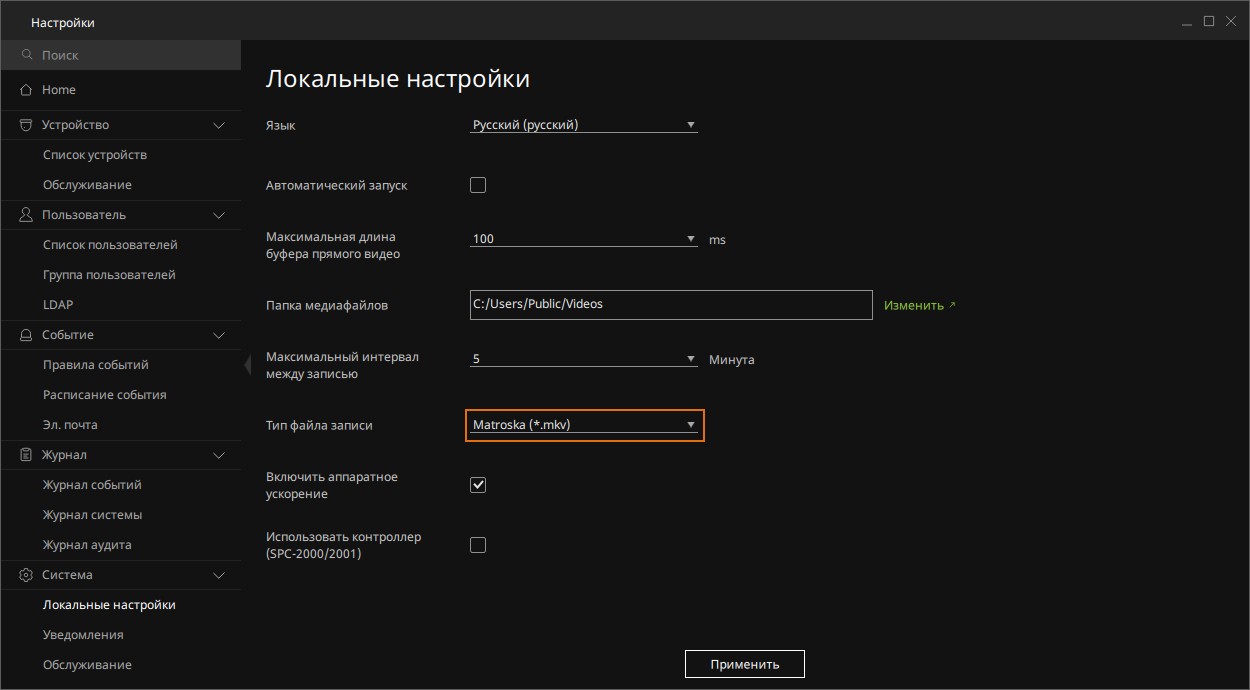 Настройки
Поиск
Home
Устройство
Список устройств
Обслуживание
Пользователь
Список пользователей
Группа пользователей
LDAP
Событие
Правила событий
Расписание события
Эл. почта
Журнал
Журнал событий
Журнал системы
Журнал аудита
Система
Локальные настройки
Уведомления
Обслуживание
Локальные настройки
Язык
Русский (русский)
Автоматический запуск
Максимальная длина
буфера прямого видео
100
ms
Папка медиафайлов
C:/Users/Public/Videos
Изменить
Максимальный интервал
между записью
5
Минута
Тип файла записи
Matroska (*.mkv)
Включить аппаратное
ускорение
Использовать контроллер
(SPC-2000/2001)
Применить